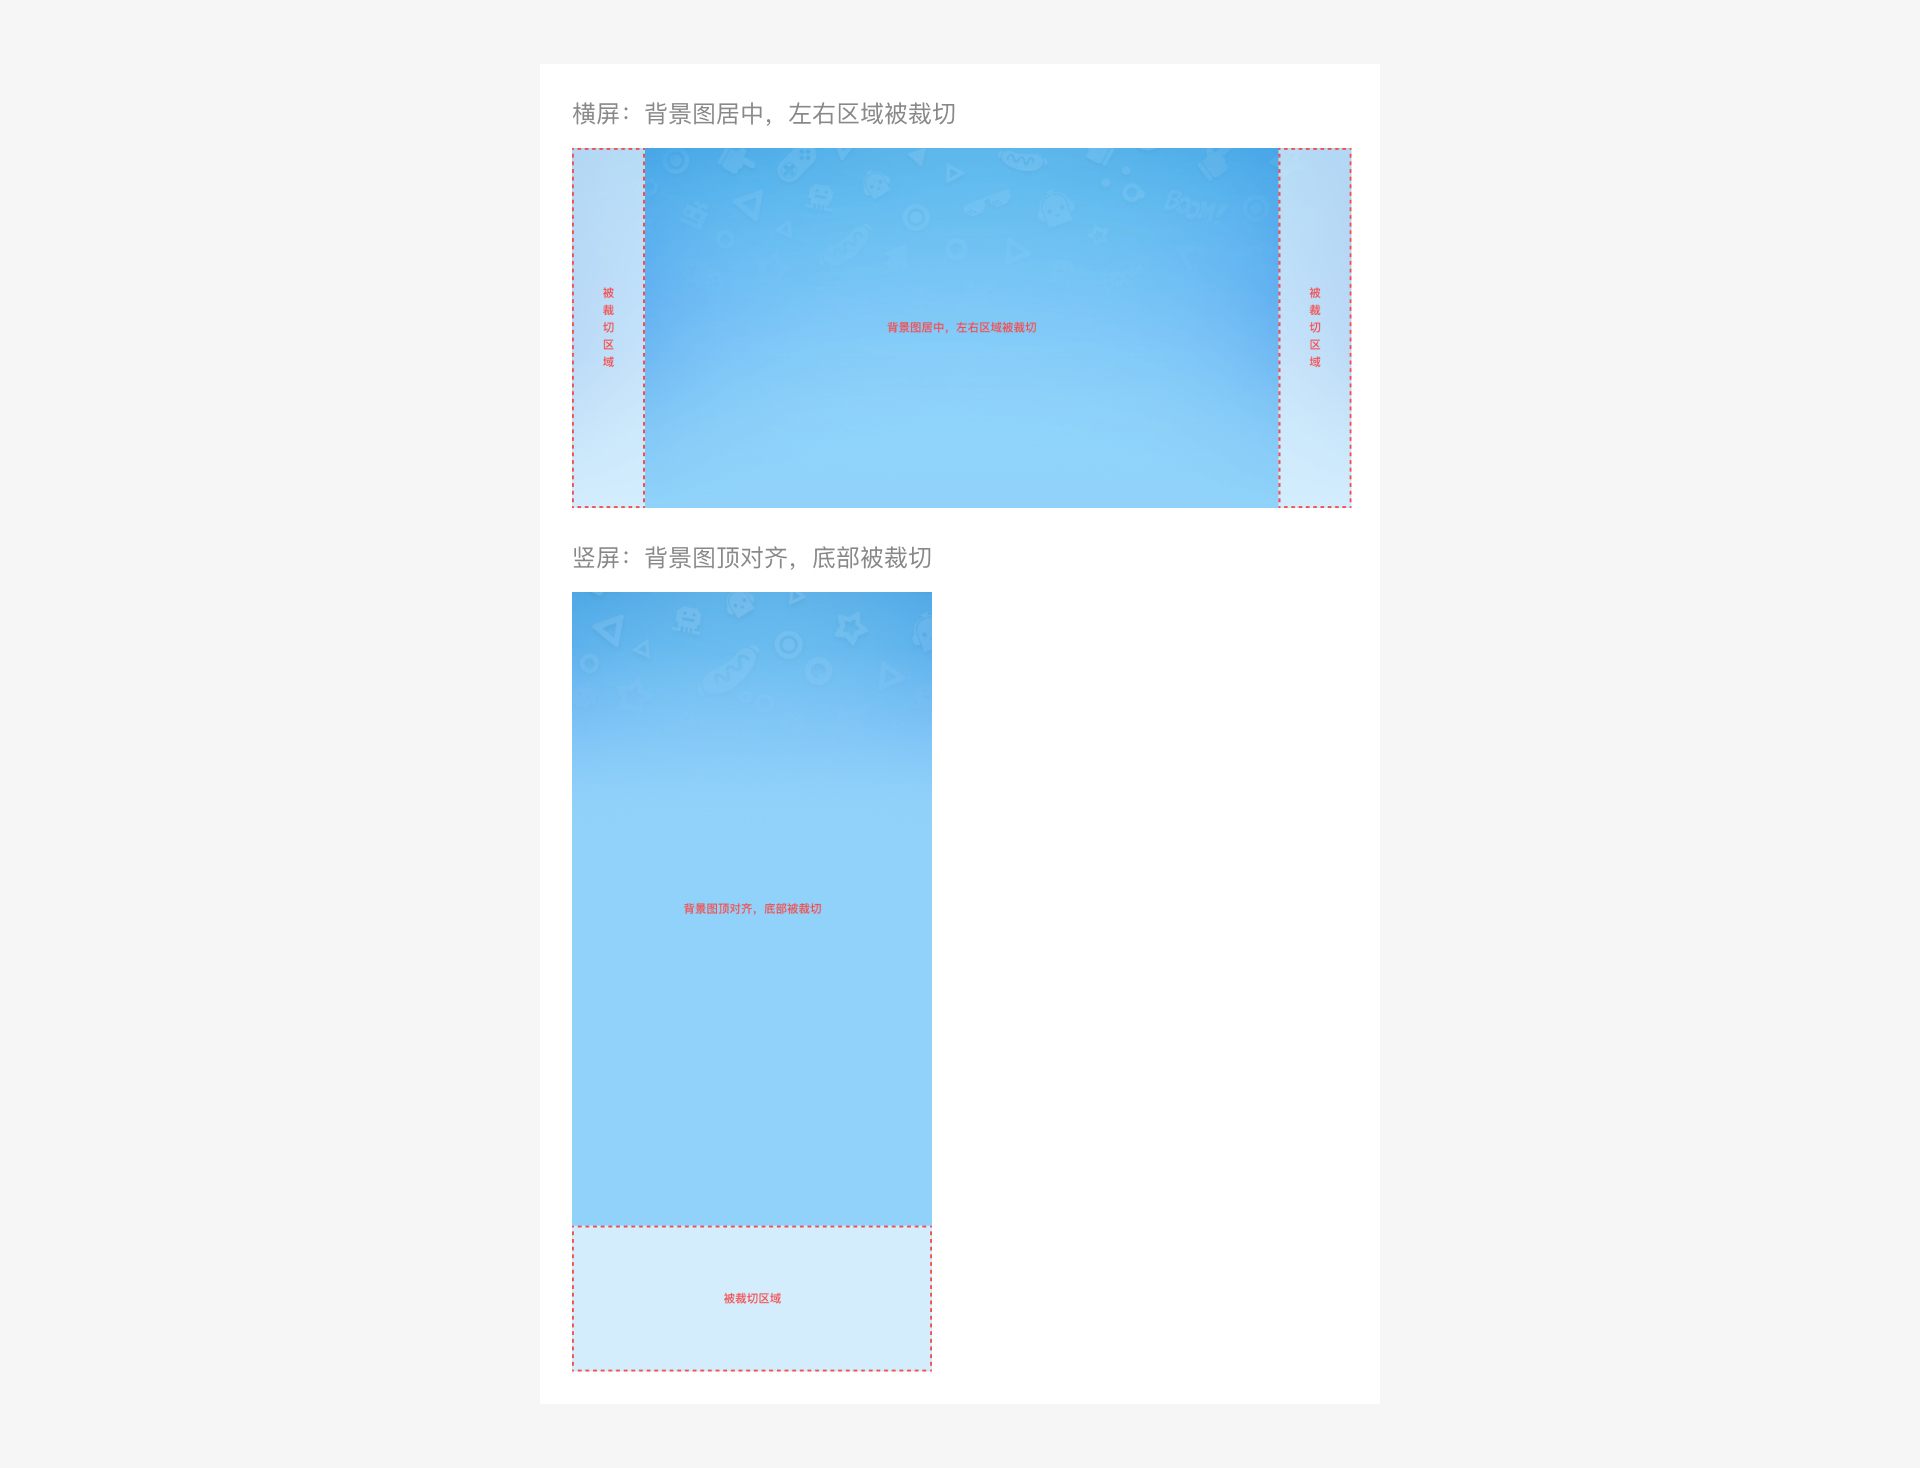 横屏：背景图居中，左右区域被裁切
被裁切区域
背景图居中，左右区域被裁切
被裁切区域
BOOM!
竖屏：背景图顶对齐，底部被裁切
背景图顶对齐，底部被裁切
被裁切区域